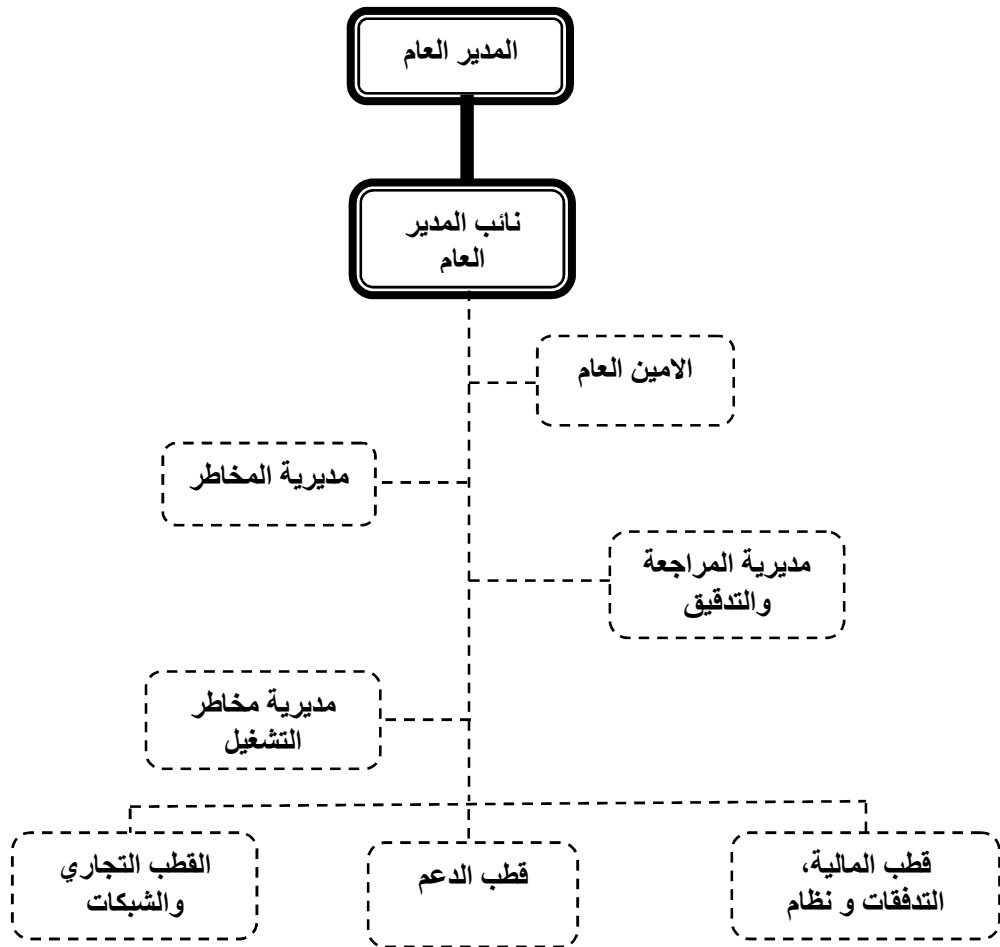 المدير العام
نائب المدير
العام
الامين العام
مديرية المخاطر
مديرية المراجعة
والتدقيق
مديرية مخاطر
التشغيل
قطب المالية،
التدفقات و نظام
قطب الدعم
القطب التجاري
والشبكات